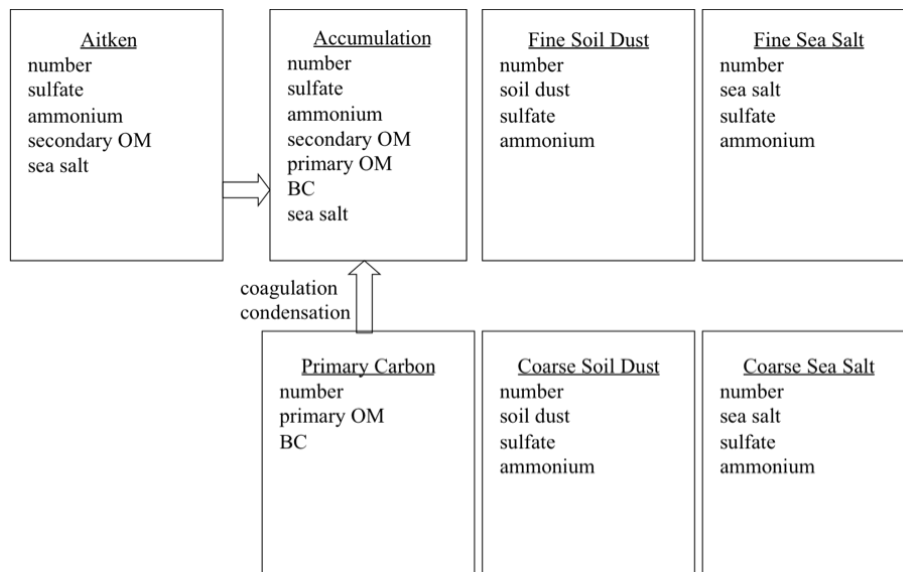 Aitken
number
sulfate
ammonium
secondary OM
sea salt
Accumulation
number
sulfate
ammonium
secondary OM
primary OM
BC
sea salt
Fine Soil Dust
number
soil dust
sulfate
ammonium
Fine Sea Salt
number
sea salt
sulfate
ammonium
coagulation
condensation
Primary Carbon
number
primary OM
BC
Coarse Soil Dust
number
soil dust
sulfate
ammonium
Coarse Sea Salt
number
sea salt
sulfate
ammonium